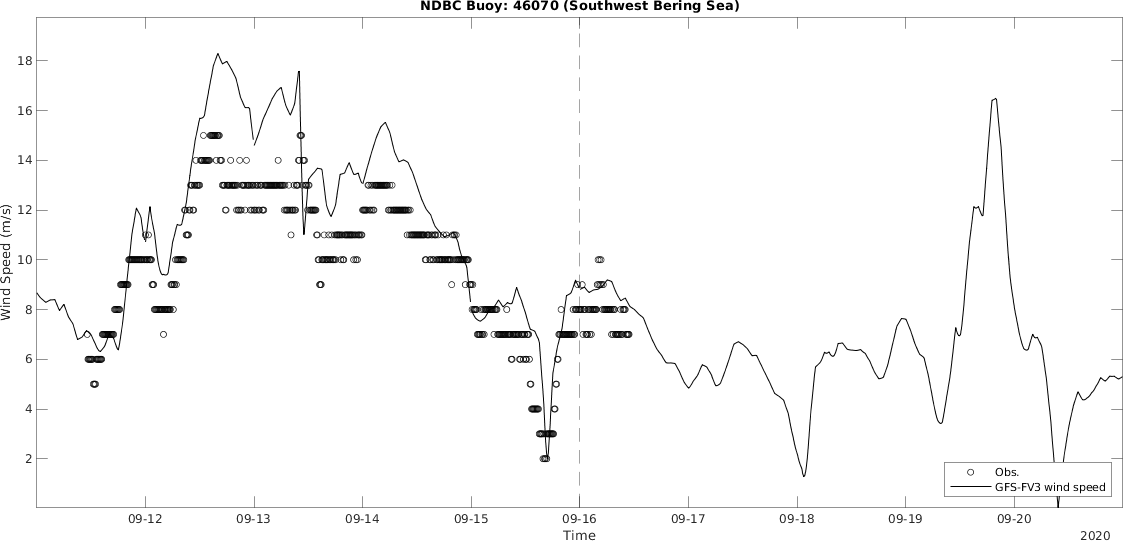 NDBC Buoy: 46070 (Southwest Bering Sea)
Wind Speed (m/s)
18
16
14
12
10
8
6
4
2
Obs.
GFS-FV3 wind speed
09-12 09-13 09-14 09-15 09-16 09-17 09-18 09-19 09-20
Time
2020